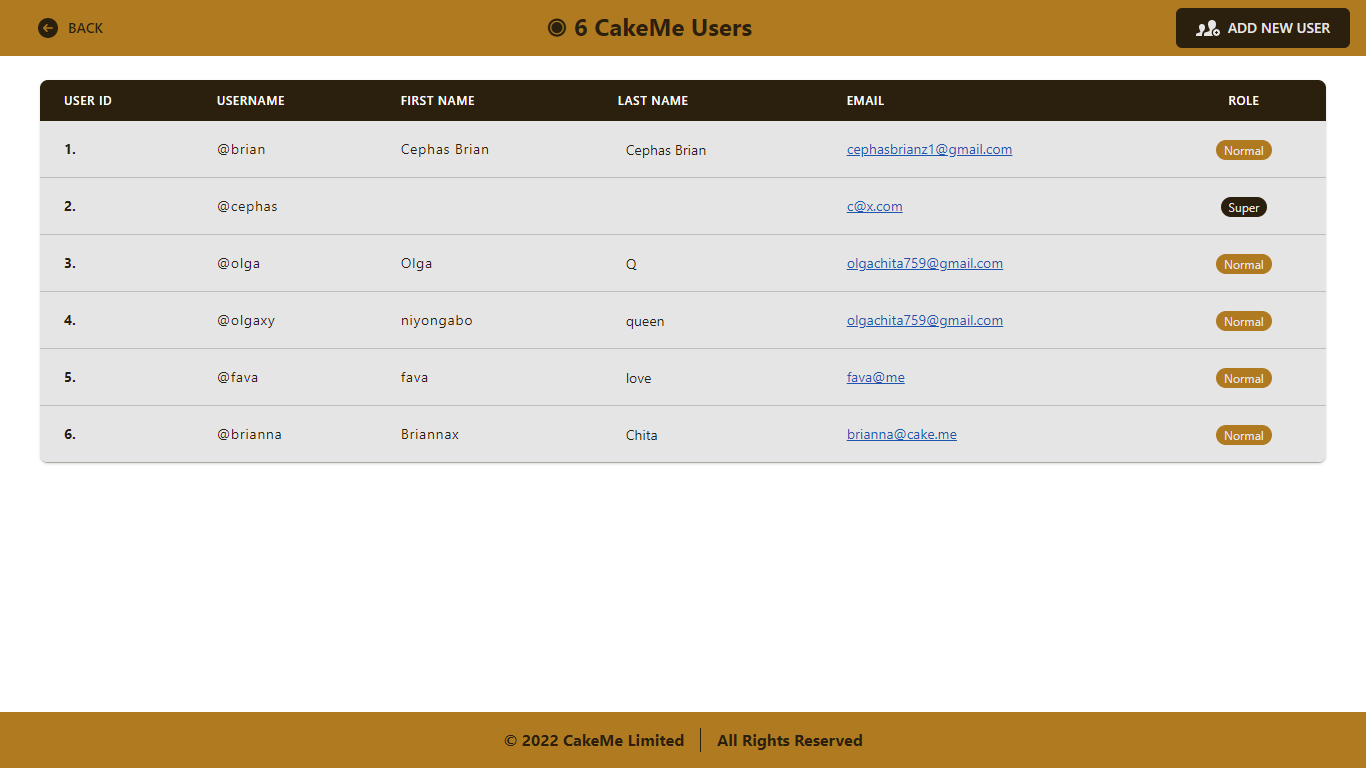 BACK
6 CakeMe Users
ADD NEW USER
USER ID USERNAME FIRST NAME LAST NAME EMAIL ROLE
1. @brian Cephas Brian Cephas Brian cephasbrianz1@gmail.com Normal
2. @cephas c@x.com Super
3. @olga Olga Q olgachita759@gmail.com Normal
4. @olgaxy niyongabo queen olgachita759@gmail.com Normal
5. @fava fava love fava@me Normal
6. @brianna Briannax Chita brianna@cake.me Normal
© 2022 CakeMe Limited All Rights Reserved